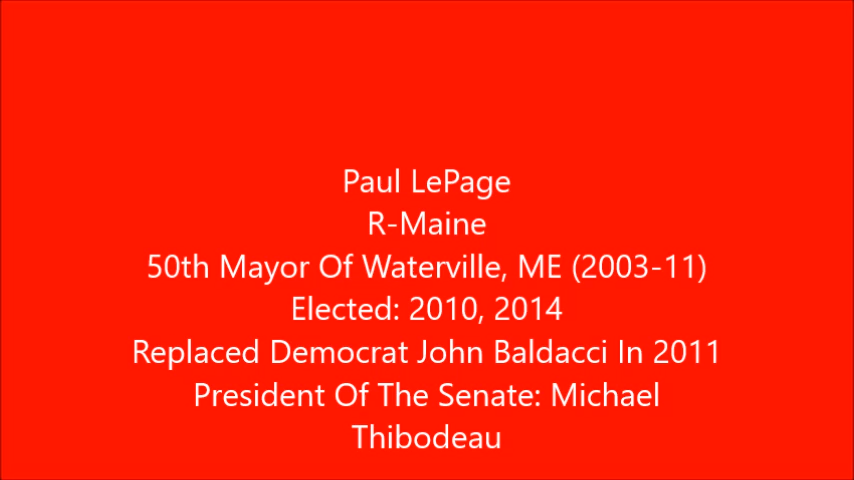 Paul LePage
R-Maine
50th Mayor Of Waterville, ME (2003-11)
Elected: 2010, 2014
Replaced Democrat John Baldacci In 2011
President Of The Senate: Michael
Thibodeau